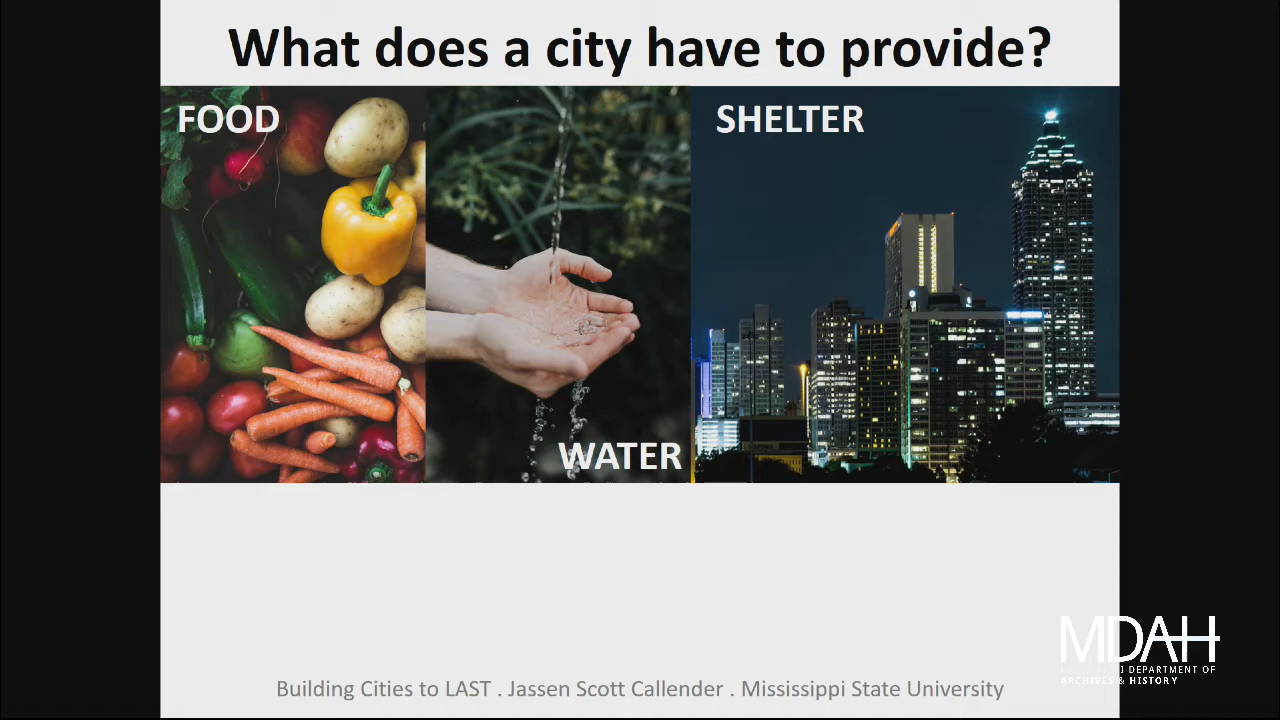 What does a city have to provide?
FOOD
SHELTER
WATER
MDAH
DEPARTMENT OF
ARCHIVES & HISTORY
Building Cities to LAST . Jassen Scott Callender . Mississippi State University